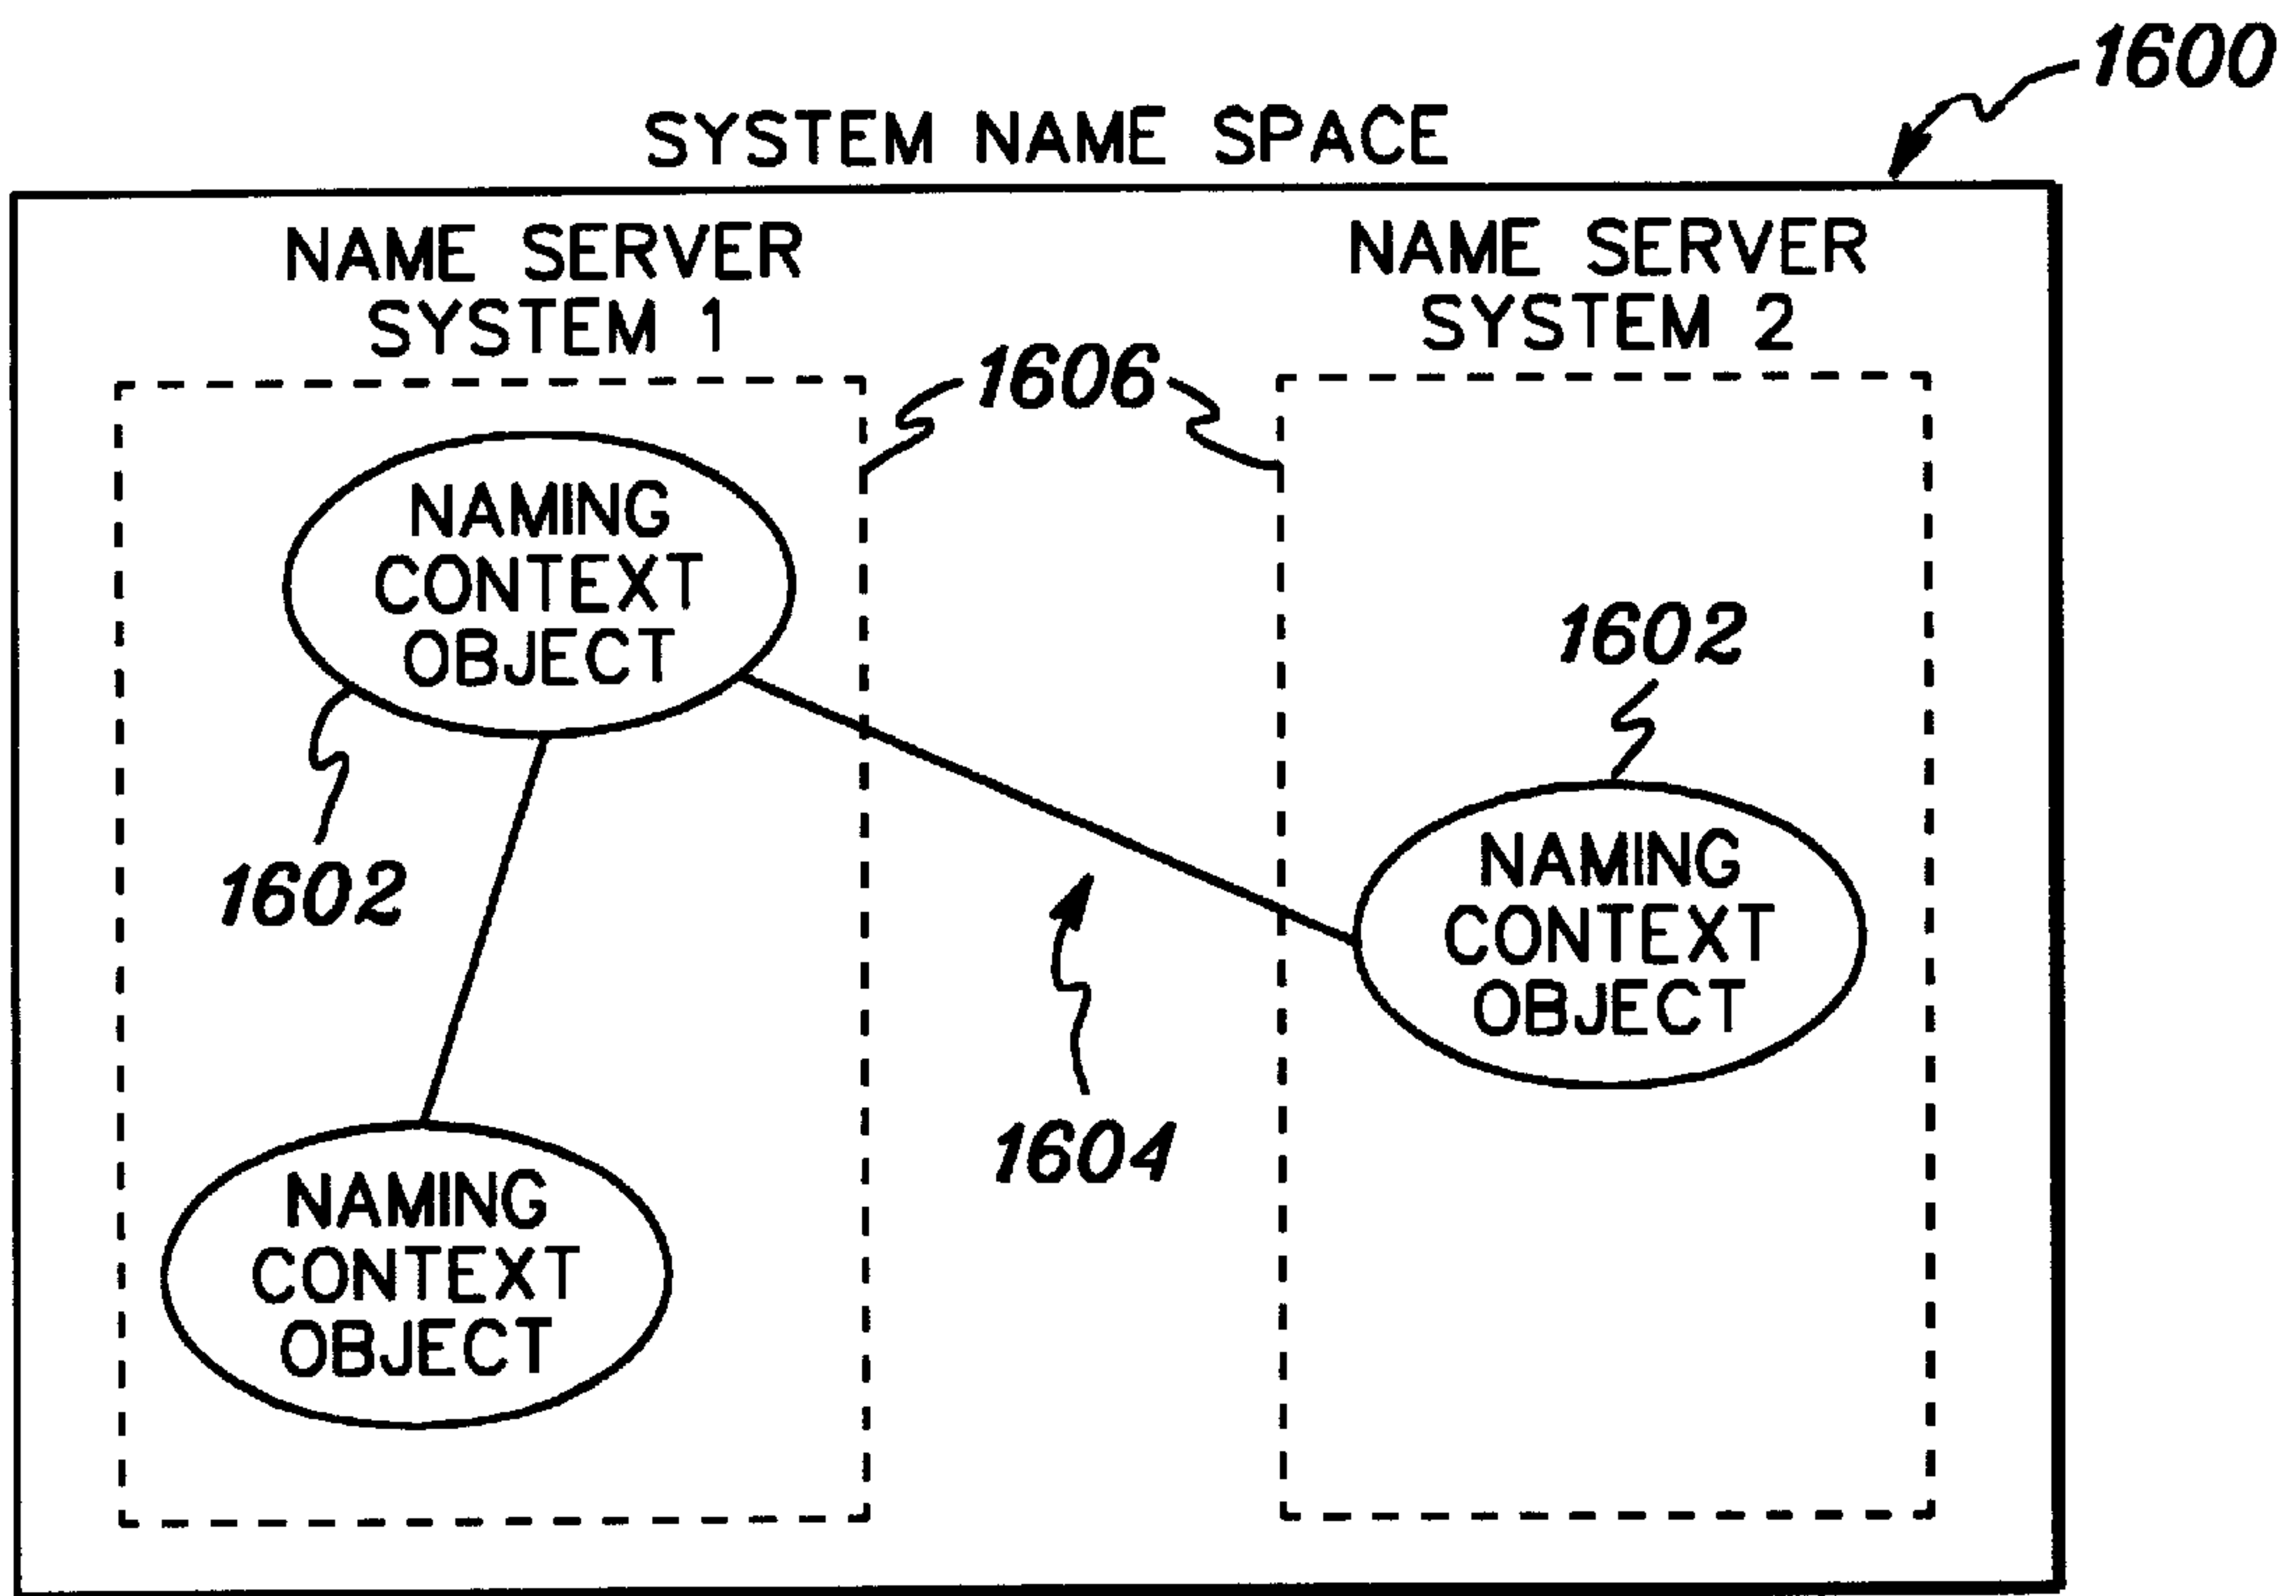 1600
SYSTEM NAME SPACE
NAME SERVER
SYSTEM 1
NAME SERVER
SYSTEM 2
1606
NAMING
CONTEXT
OBJECT
1602
1602
NAMING
CONTEXT
OBJECT
1604
NAMING
CONTEXT
OBJECT